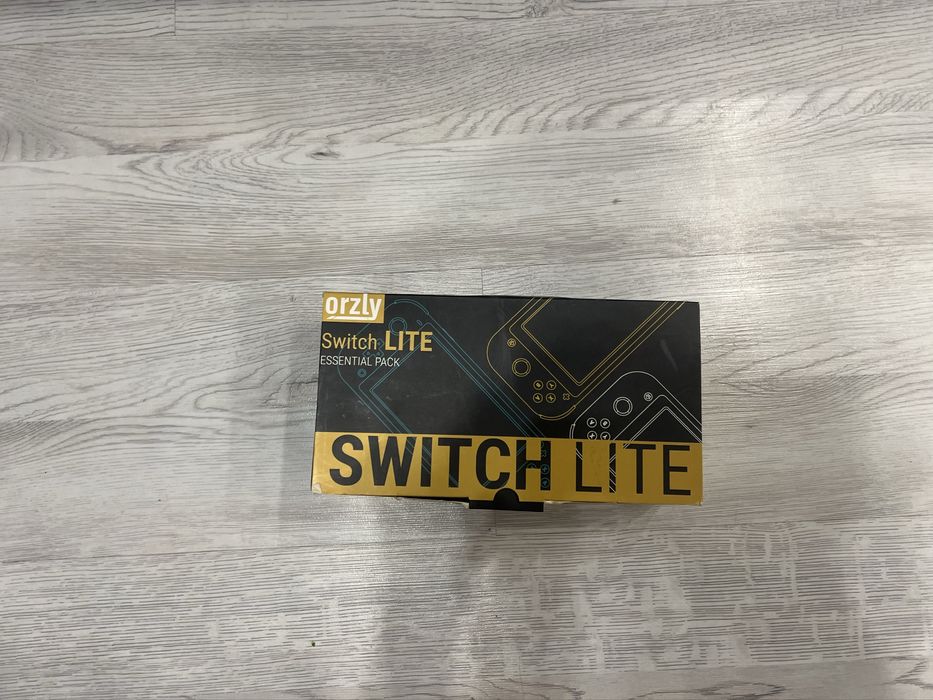 orzly
Switch LITE
ESSENTIAL PACK
SWITCH LITE